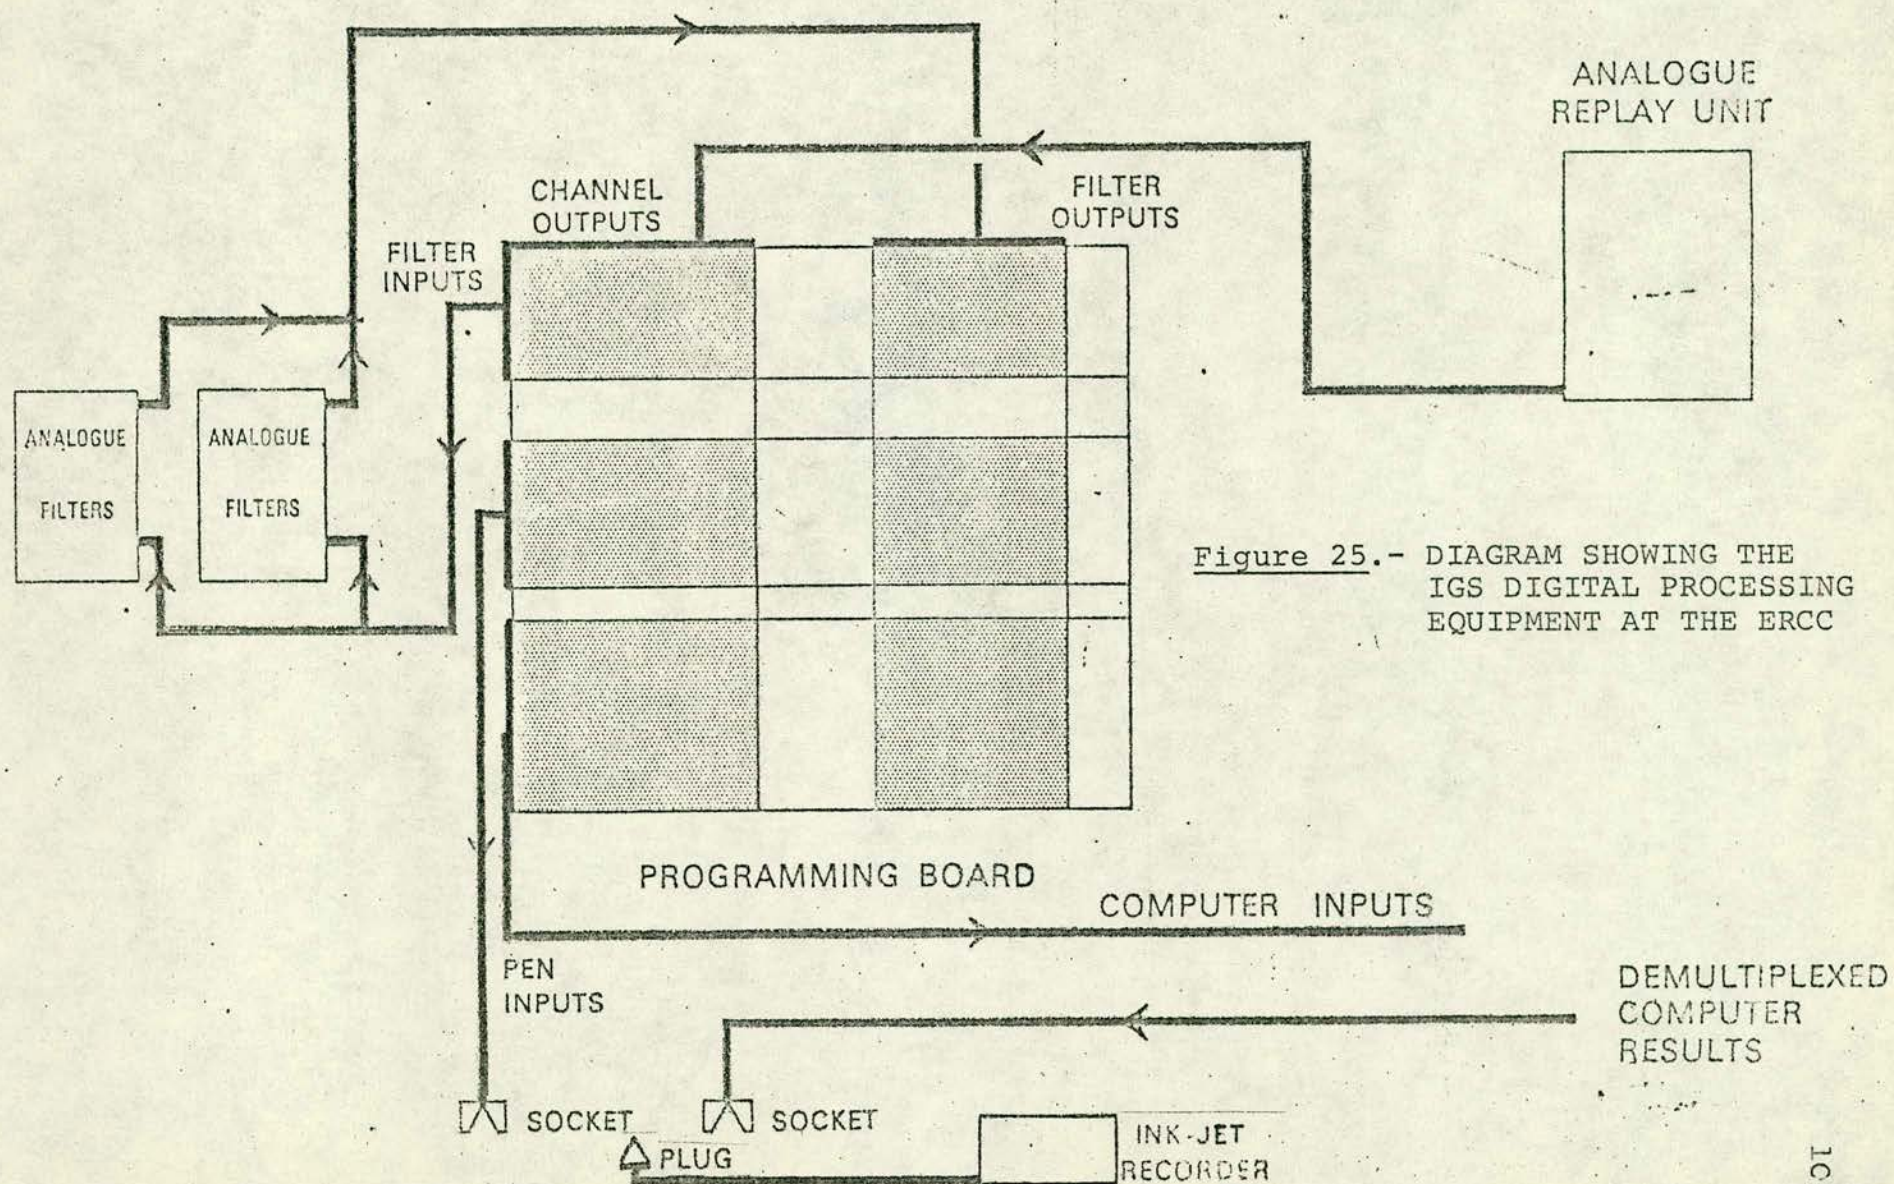 ANALOGUE
REPLAY UNIT
CHANNEL
OUTPUTS
FILTER
OUTPUTS
FILTER
INPUTS
ANALOGUE
FILTERS
ANALOGUE
FILTERS
Figure 25.- DIAGRAM SHOWING THE
IGS DIGITAL PROCESSING
EQUIPMENT AT THE ERCC
PROGRAMMING BOARD
COMPUTER INPUTS
PEN
INPUTS
DEMULTIPLEXED
COMPUTER
RESULTS
SOCKET
SOCKET
PLUG
INK-JET
RECORDER